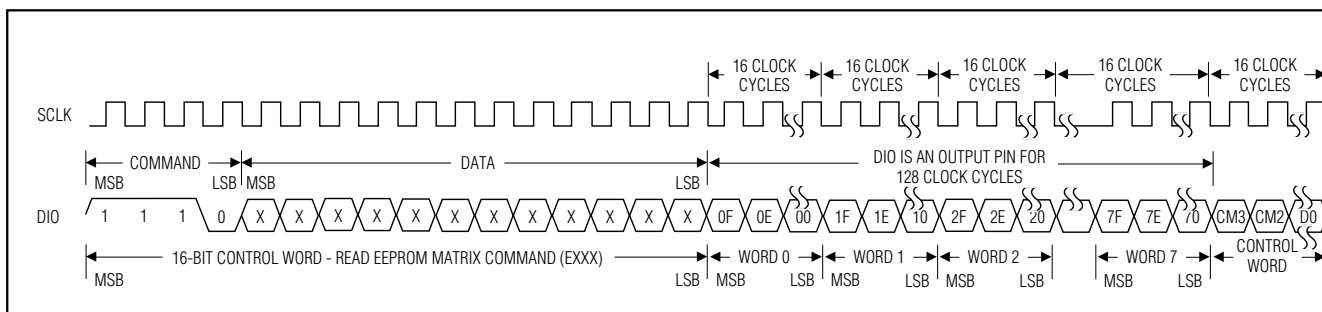 16 CLOCK CYCLES 16 CLOCK CYCLES 16 CLOCK CYCLES 16 CLOCK CYCLES 16 CLOCK CYCLES
SCLK
COMMAND DATA DIO IS AN OUTPUT PIN FOR 128 CLOCK CYCLES
MSB LSB MSB LSB
DIO 1 1 1 0 X X X X X X X X X X X X 0F 0E 00 1F 1E 10 2F 2E 20 7F 7E 70 CM3 CM2 D0
16-BIT CONTROL WORD - READ EEPROM MATRIX COMMAND (EXXX) WORD 0 WORD 1 WORD 2 WORD 7 CONTROL WORD
MSB LSB MSB LSB MSB LSB MSB LSB MSB LSB